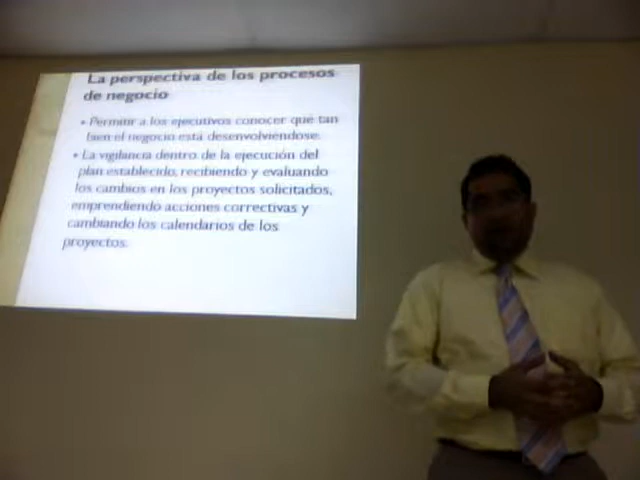 La perspectiva de los procesos
de negocio
• Permitir a los ejecutivos conocer que tan
bien el negocio está desenvolviéndose.
• La vigilancia dentro de la ejecución del
plan establecido, recibiendo y evaluando
los cambios en los proyectos solicitados,
emprendiendo acciones correctivas y
cambiando los calendarios de los
proyectos.